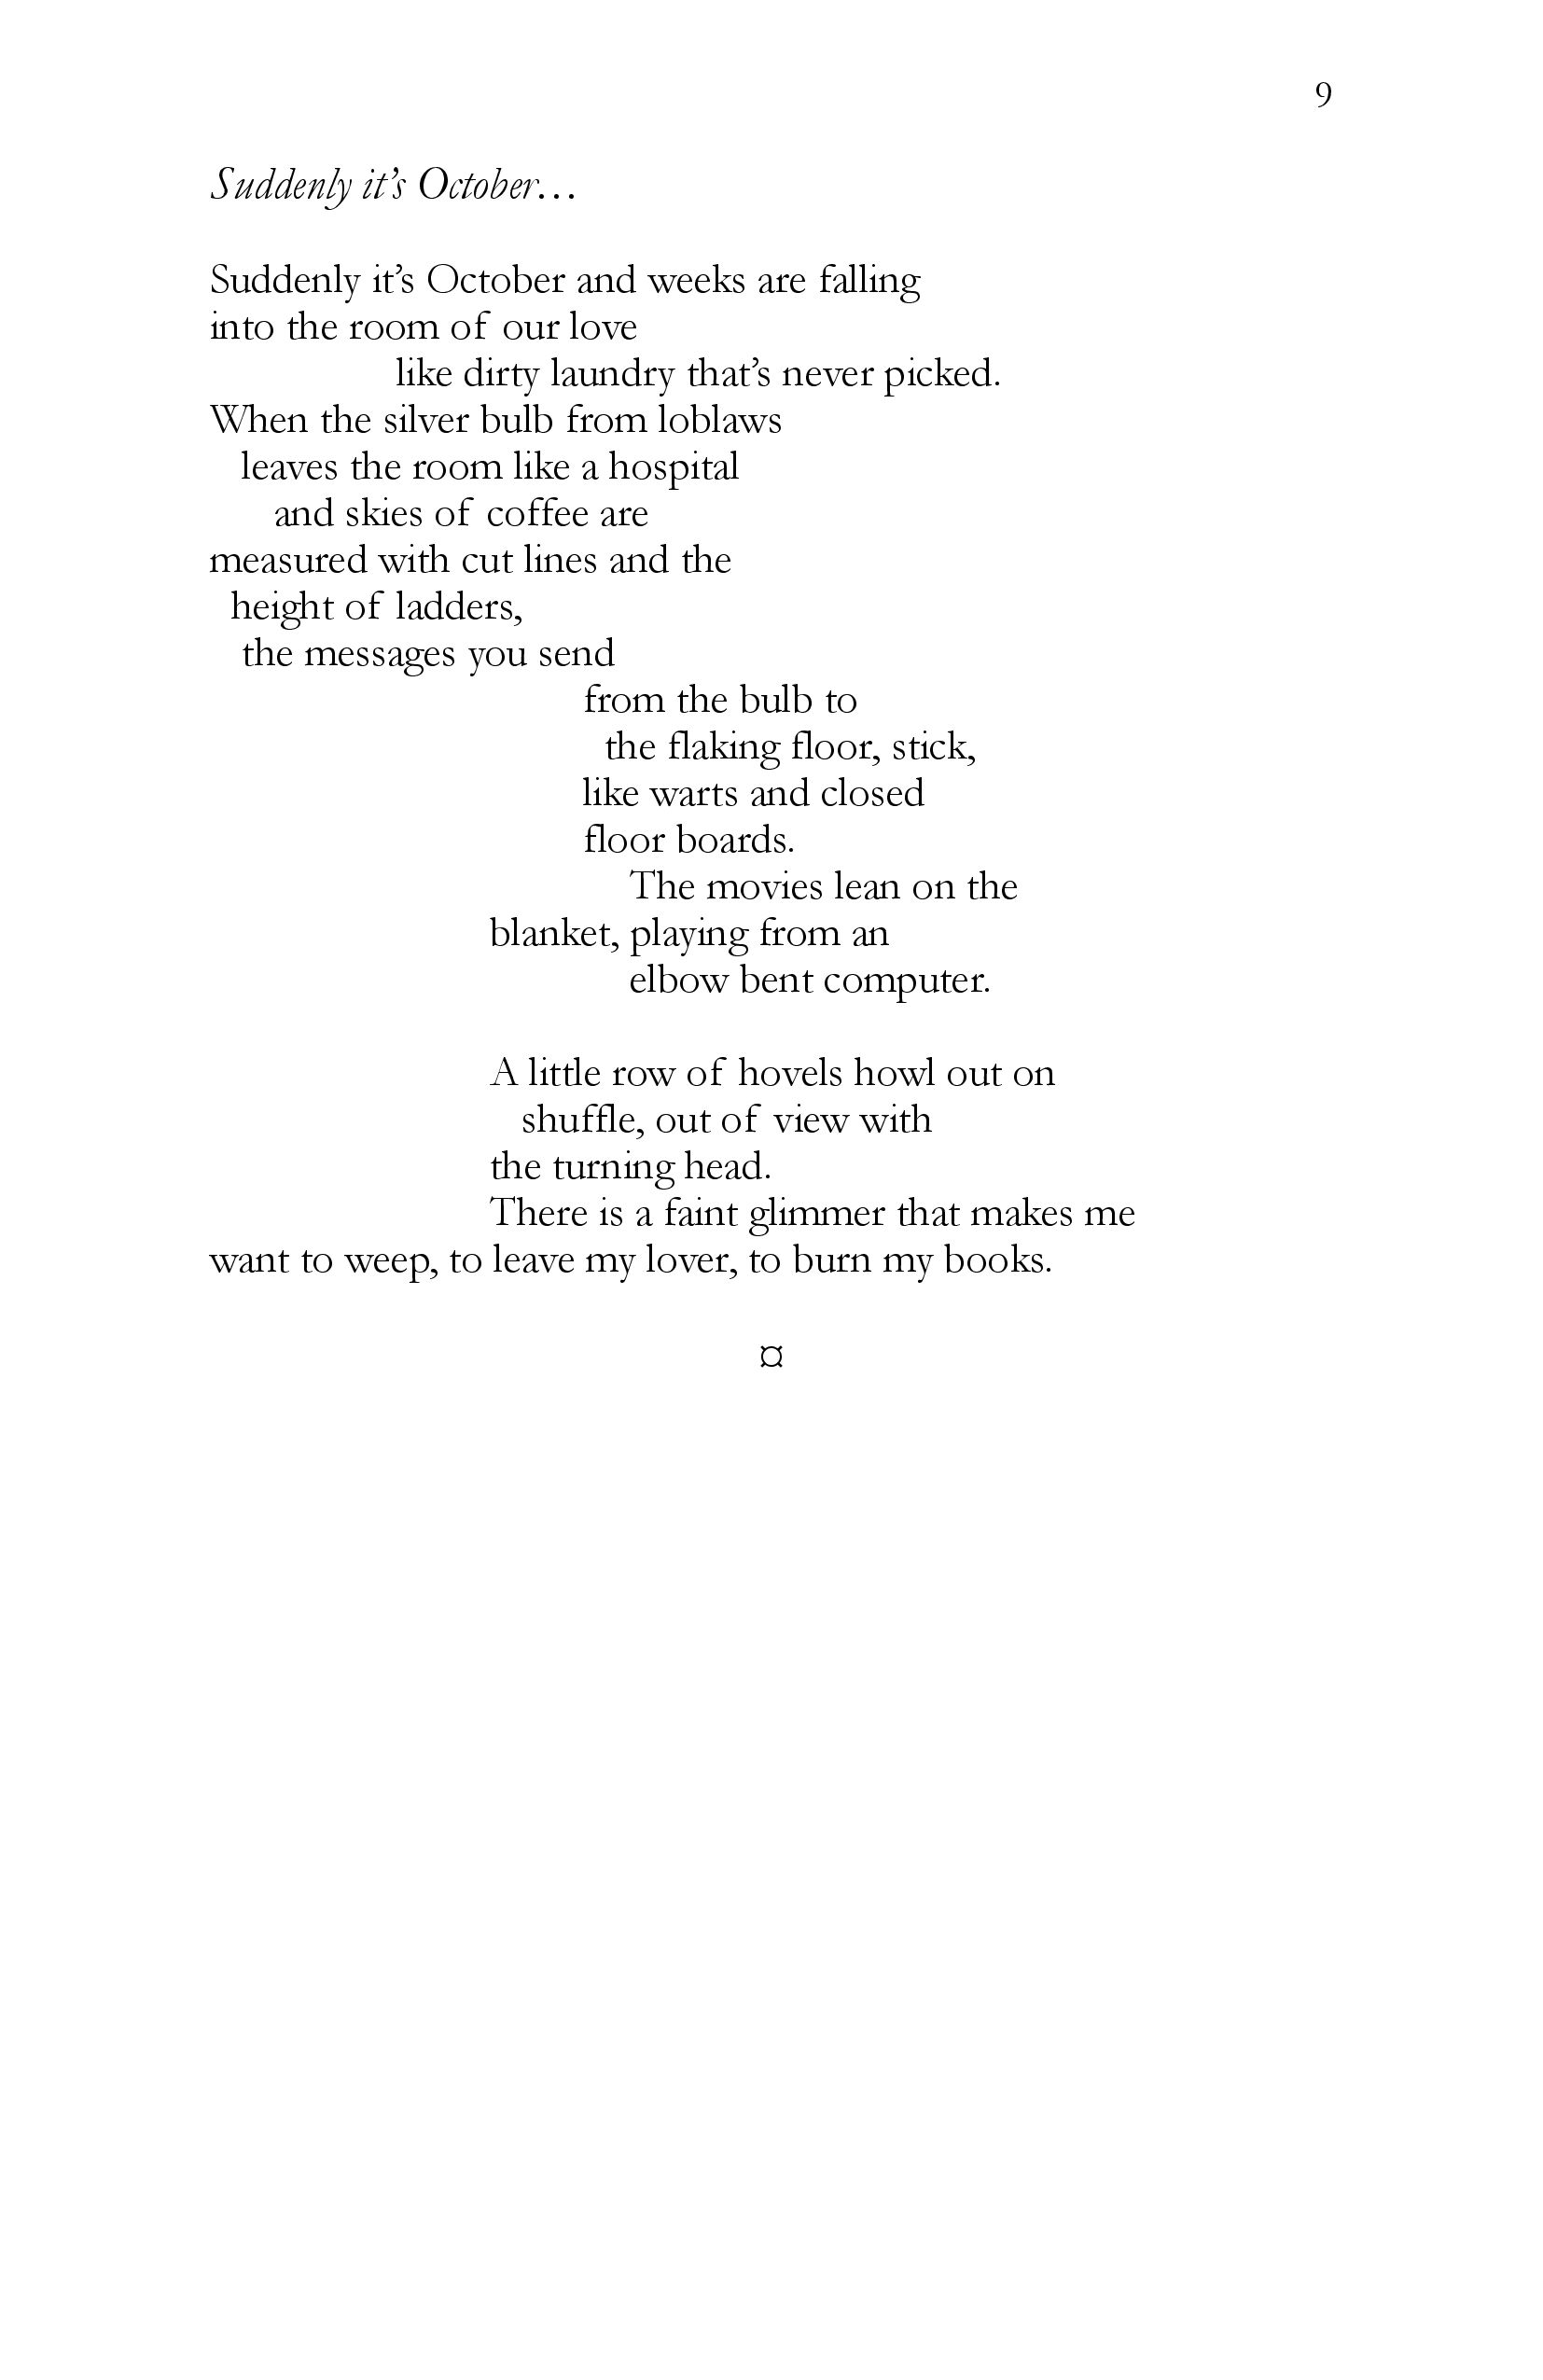 9
Suddenly it’s October…
Suddenly it’s October and weeks are falling
into the room of our love
like dirty laundry that’s never picked.
When the silver bulb from loblaws
leaves the room like a hospital
and skies of coffee are
measured with cut lines and the
height of ladders,
the messages you send
from the bulb to
the flaking floor, stick,
like warts and closed
floor boards.
The movies lean on the
blanket, playing from an
elbow bent computer.
A little row of hovels howl out on
shuffle, out of view with
the turning head.
There is a faint glimmer that makes me
want to weep, to leave my lover, to burn my books.
¤